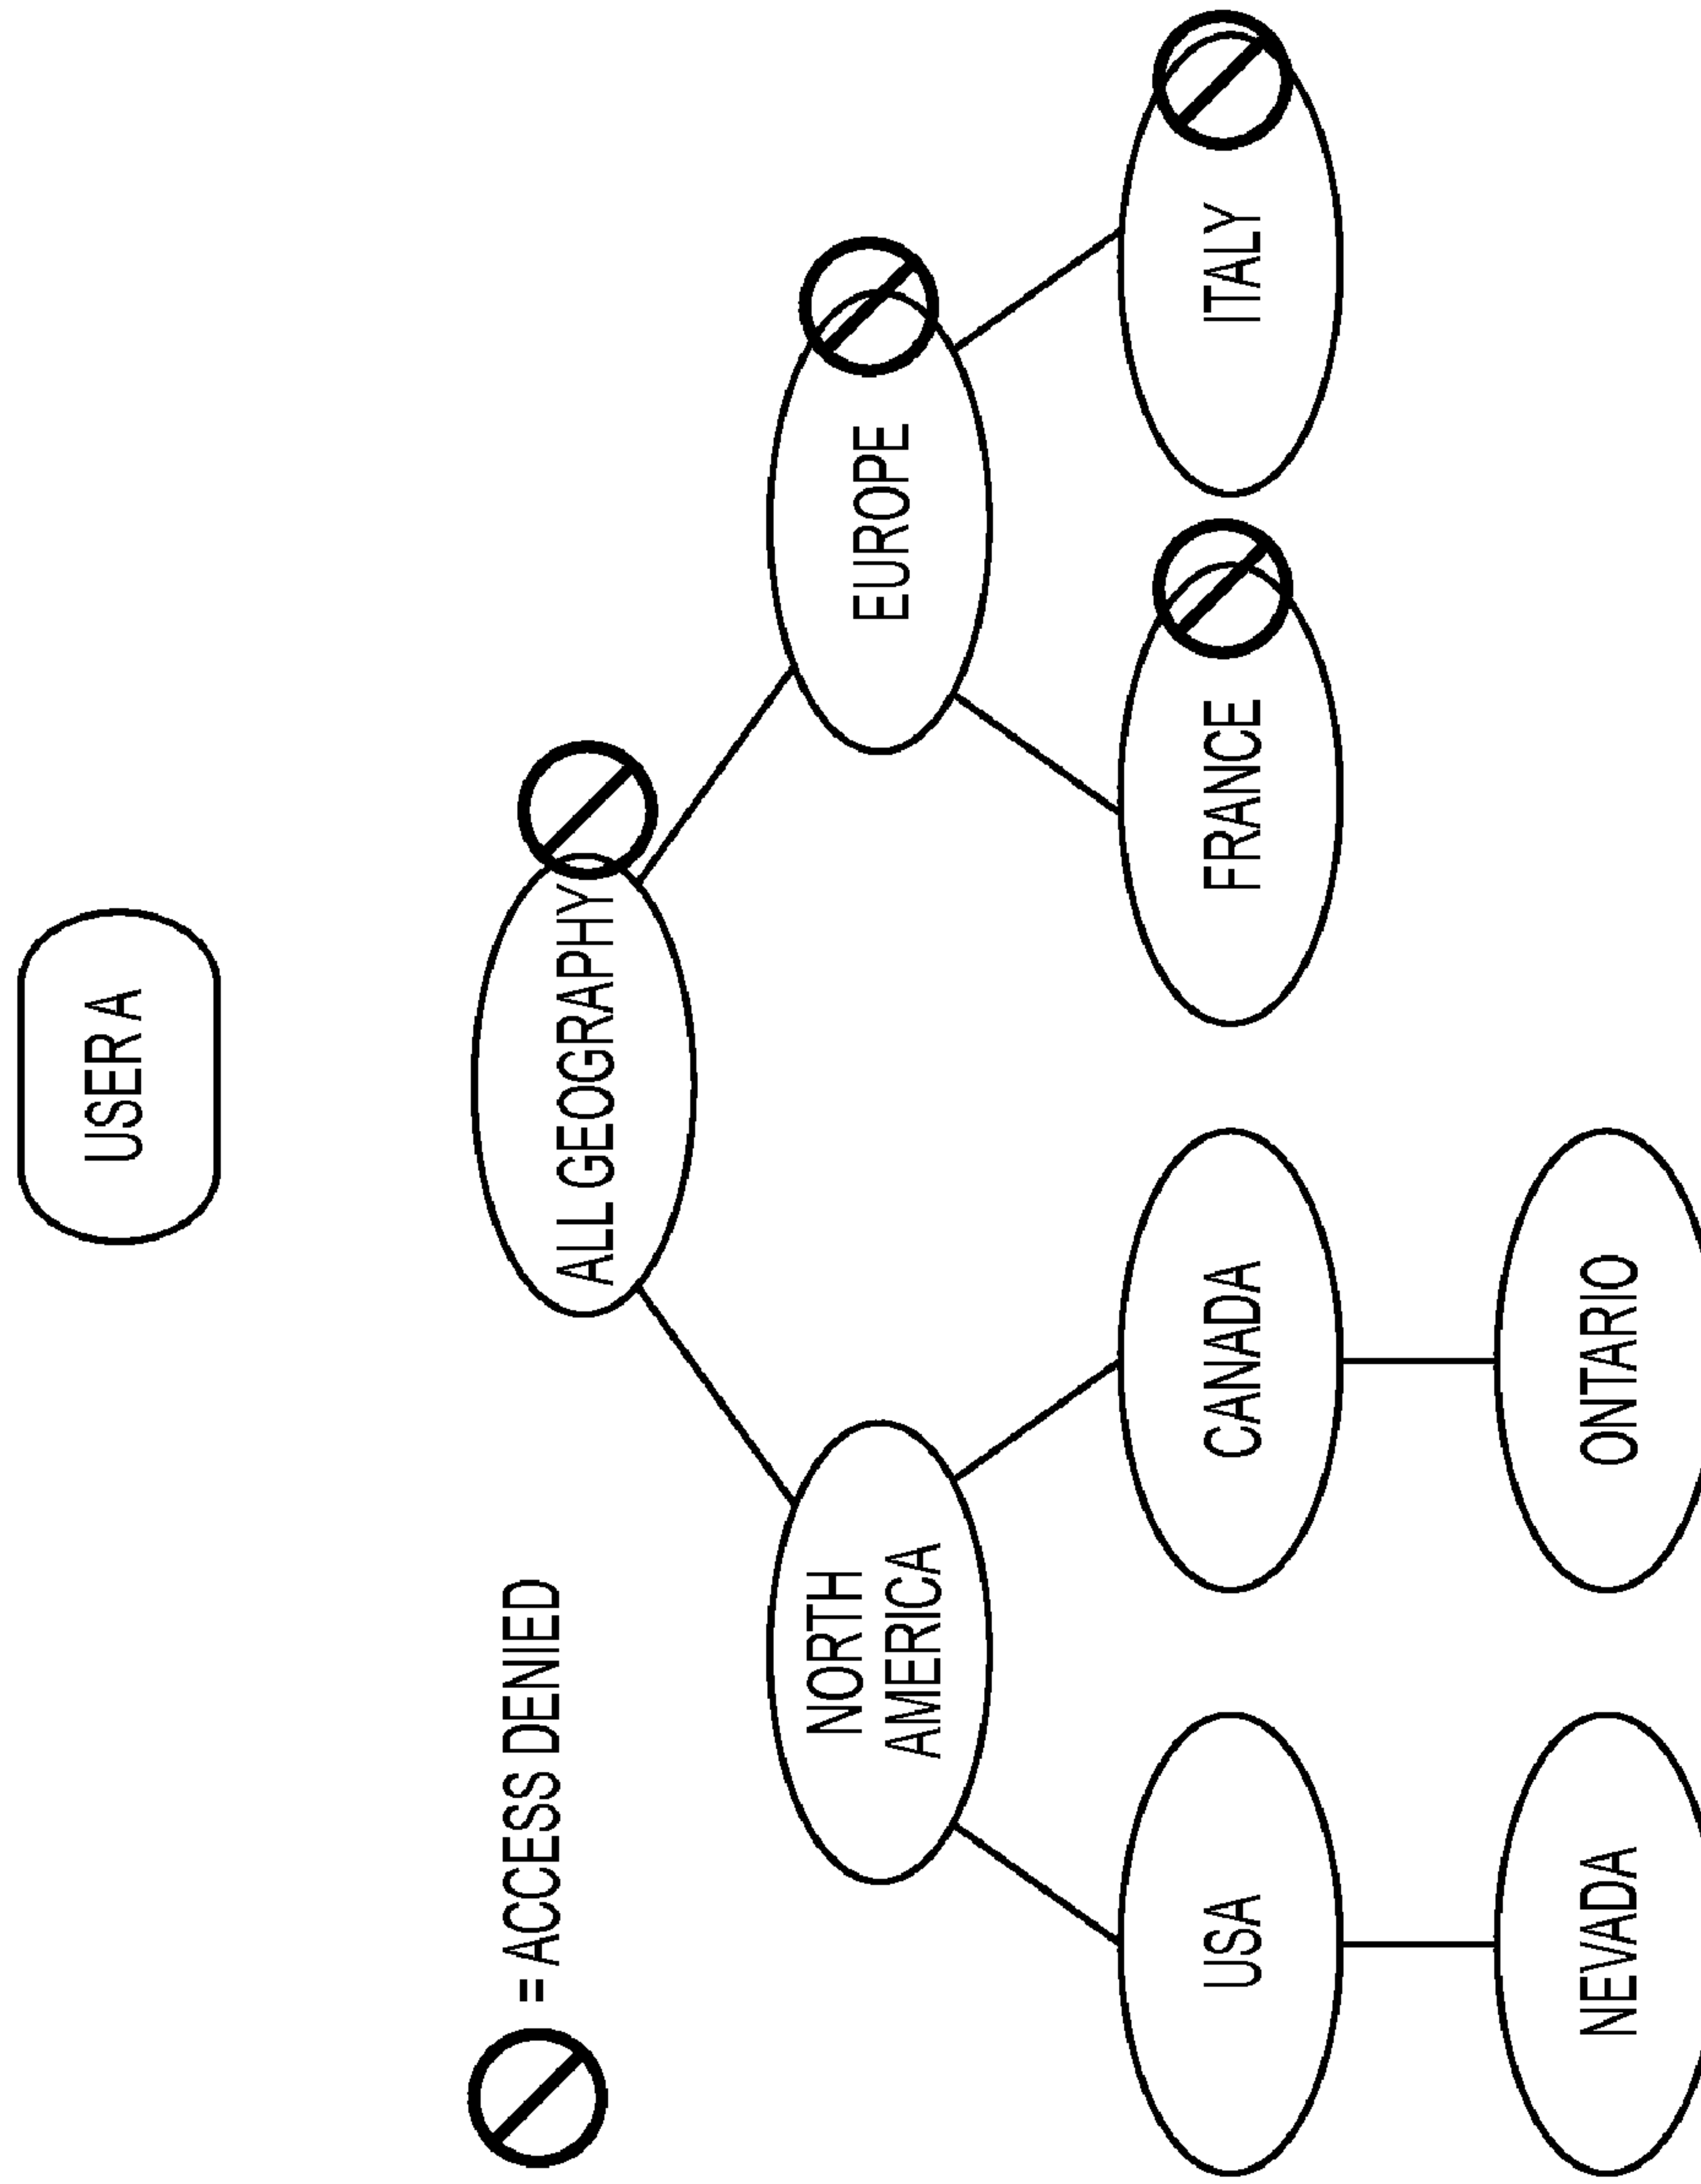 USER A
= ACCESS DENIED
ALL GEOGRAPHY
NORTH
AMERICA
EUROPE
USA
CANADA
FRANCE
ITALY
NEVADA
ONTARIO